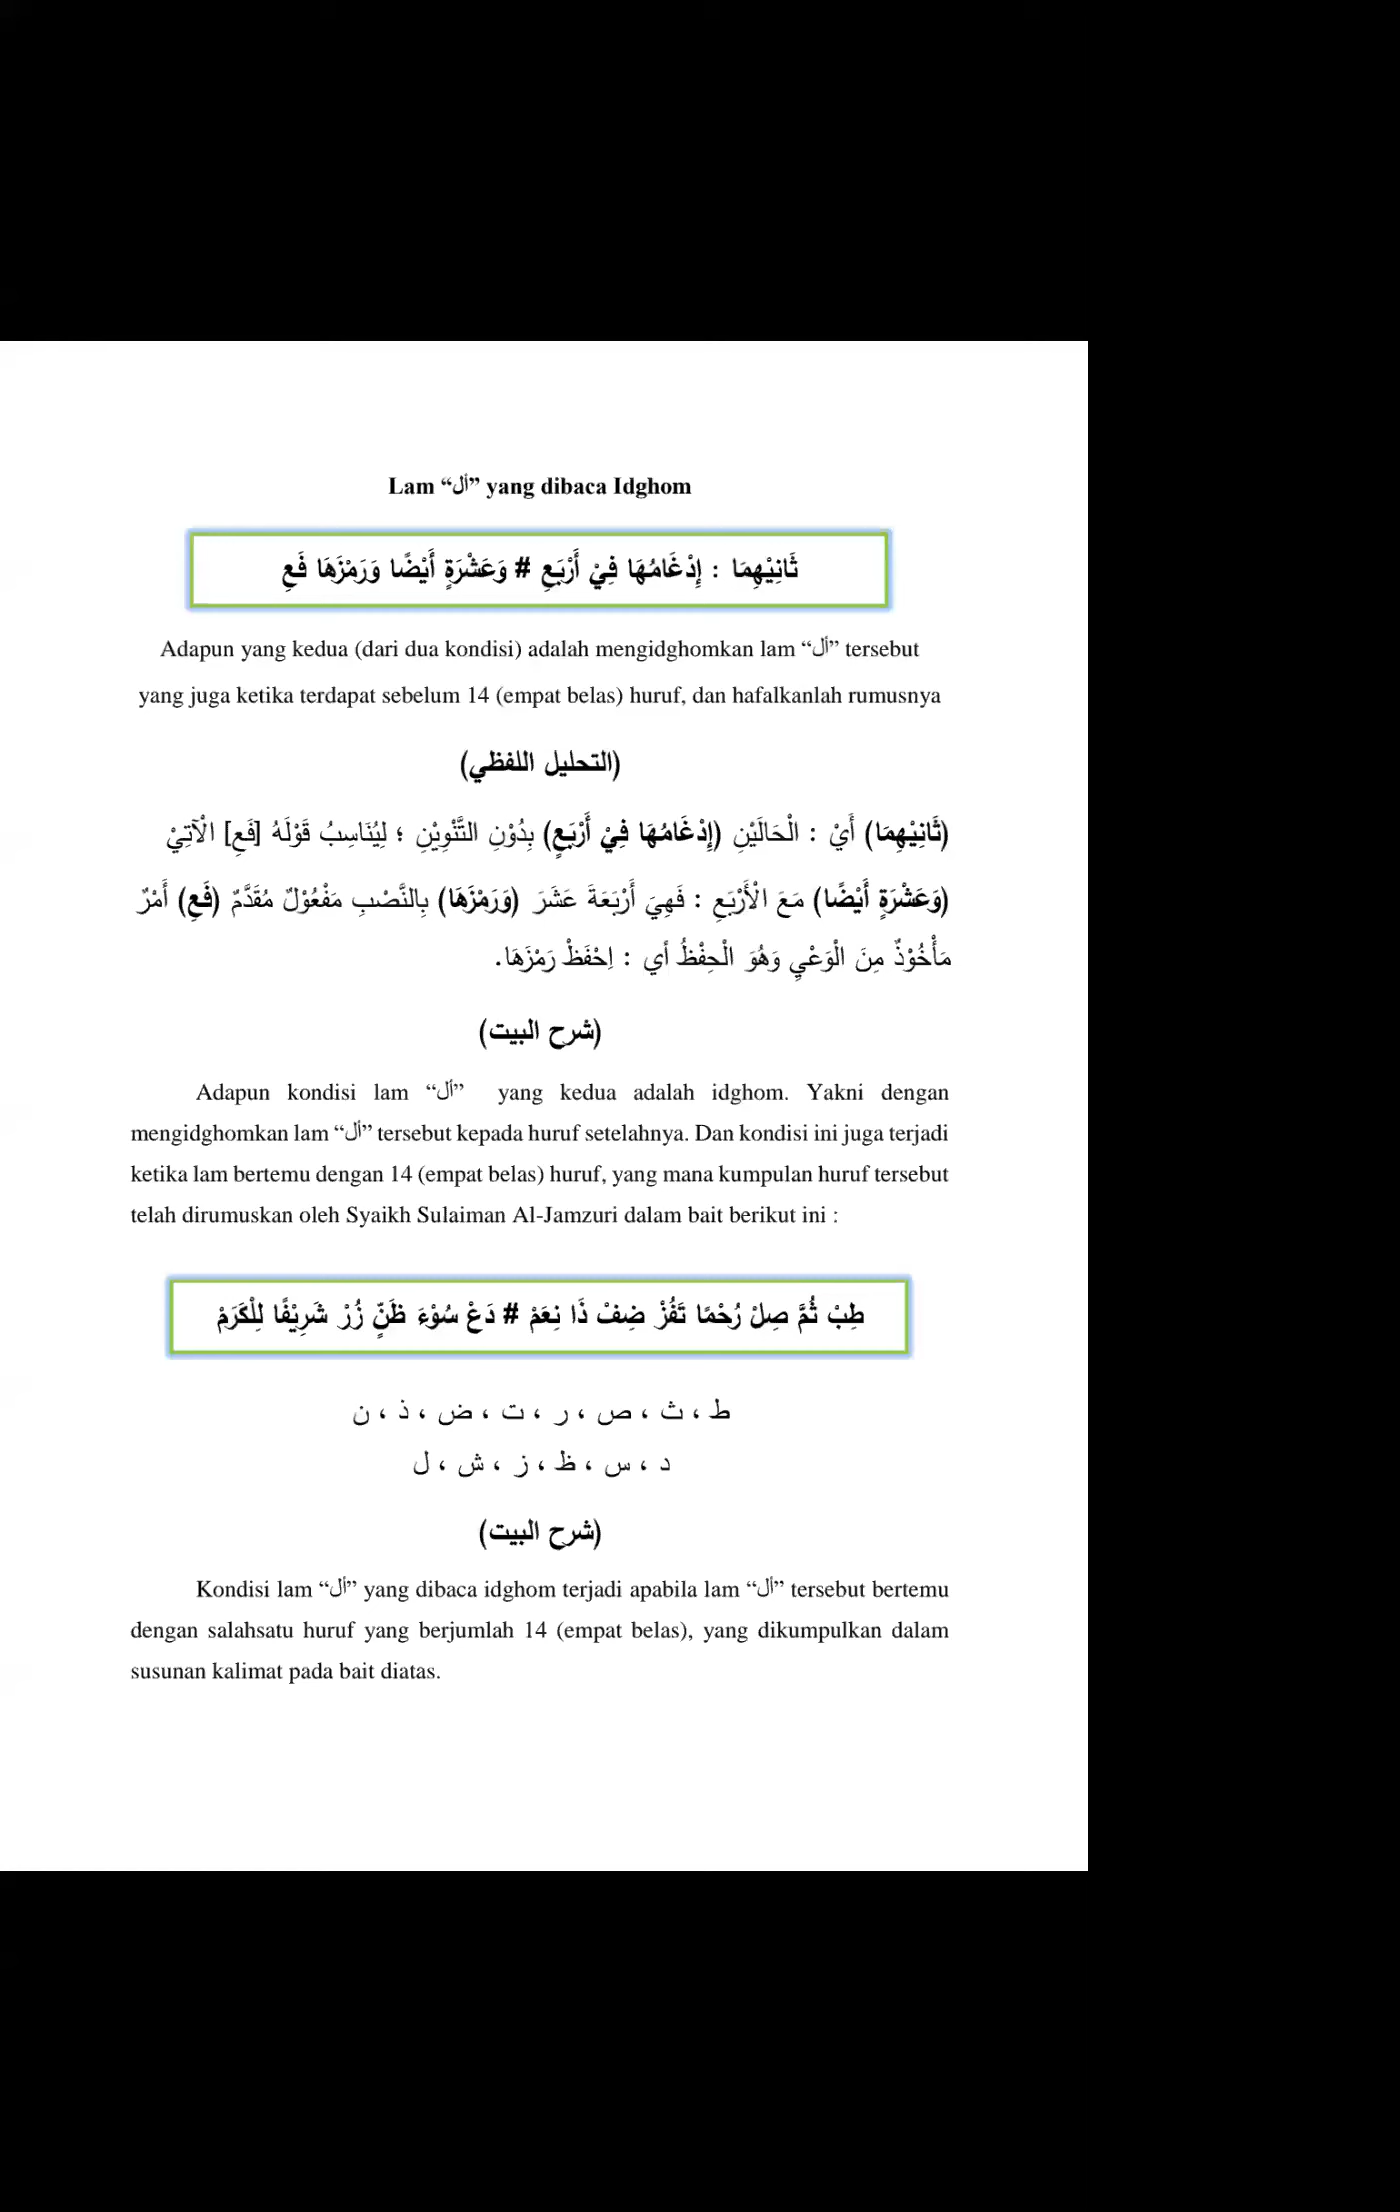 Lam “أل” yang dibaca Idghom
ثَانِيْهِمَا : إِدْغَامُهَا فِيْ أَرْبَعِ # وَعَشْرَةٍ أَيْضًا وَرَمْزَهَا فَعِ
Adapun yang kedua (dari dua kondisi) adalah mengidghomkan lam “أل” tersebut
yang juga ketika terdapat sebelum 14 (empat belas) huruf, dan hafalkanlah rumusnya
(التحليل اللفظي)
(ثَانِيْهِمَا) أَيْ : الْحَالَيْنِ (إِدْغَامُهَا فِيْ أَرْبَعٍ) بِدُوْنِ التَّنْوِيْنِ ؛ لِيُنَاسِبُ قَوْلَهُ [فَعِ] الْآتِيْ
(وَعَشْرَةٍ أَيْضًا) مَعَ الْأَرْبَعِ : فَهِيَ أَرْبَعَةَ عَشَرَ (وَرَمْزَهَا) بِالنَّصْبِ مَفْعُوْلٌ مُقَدَّمٌ (فَعِ) أَمْرٌ
مَأْخُوْذٌ مِنَ الْوَعْيِ وَهُوَ الْحِفْظُ أي : اِحْفَظْ رَمْزَهَا.
(شرح البيت)
Adapun kondisi lam “أل” yang kedua adalah idghom. Yakni dengan
mengidghomkan lam “أل” tersebut kepada huruf setelahnya. Dan kondisi ini juga terjadi
ketika lam bertemu dengan 14 (empat belas) huruf, yang mana kumpulan huruf tersebut
telah dirumuskan oleh Syaikh Sulaiman Al-Jamzuri dalam bait berikut ini :
طِبْ ثُمَّ صِلْ رُحْمًا تَفُزْ ضِفْ ذَا نِعَمْ # دَعْ سُوْءَ ظَنٍّ زُرْ شَرِيْفًا لِلْكَرَمْ
ط ، ث ، ص ، ر ، ت ، ض ، ذ ، ن
د ، س ، ظ ، ز ، ش ، ل
(شرح البيت)
Kondisi lam “أل” yang dibaca idghom terjadi apabila lam “أل” tersebut bertemu
dengan salahsatu huruf yang berjumlah 14 (empat belas), yang dikumpulkan dalam
susunan kalimat pada bait diatas.